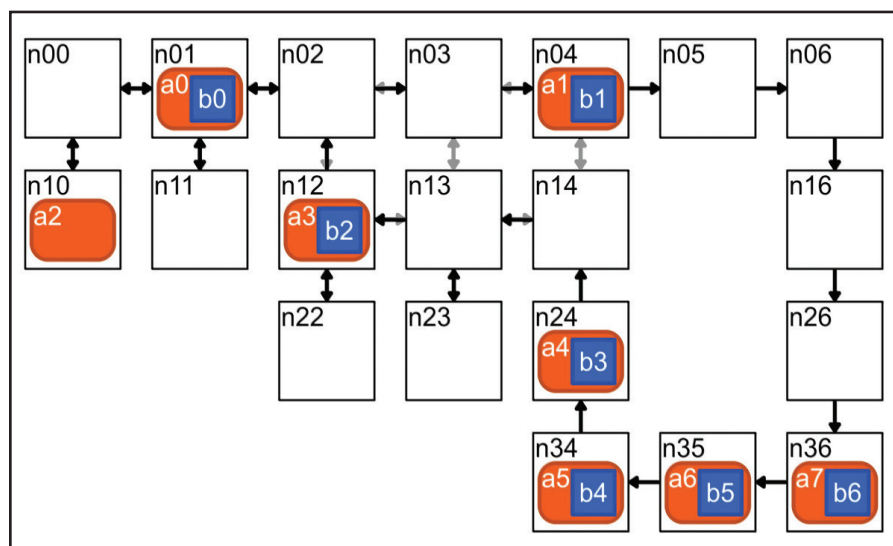 n00 n01 n02 n03 n04 n05 n06
a0 b0 a1 b1
n10 n11 n12 n13 n14 n16
a2 a3 b2
n22 n23 n24 n26
a4 b3
n34 n35 n36
a5 b4 a6 b5 a7 b6